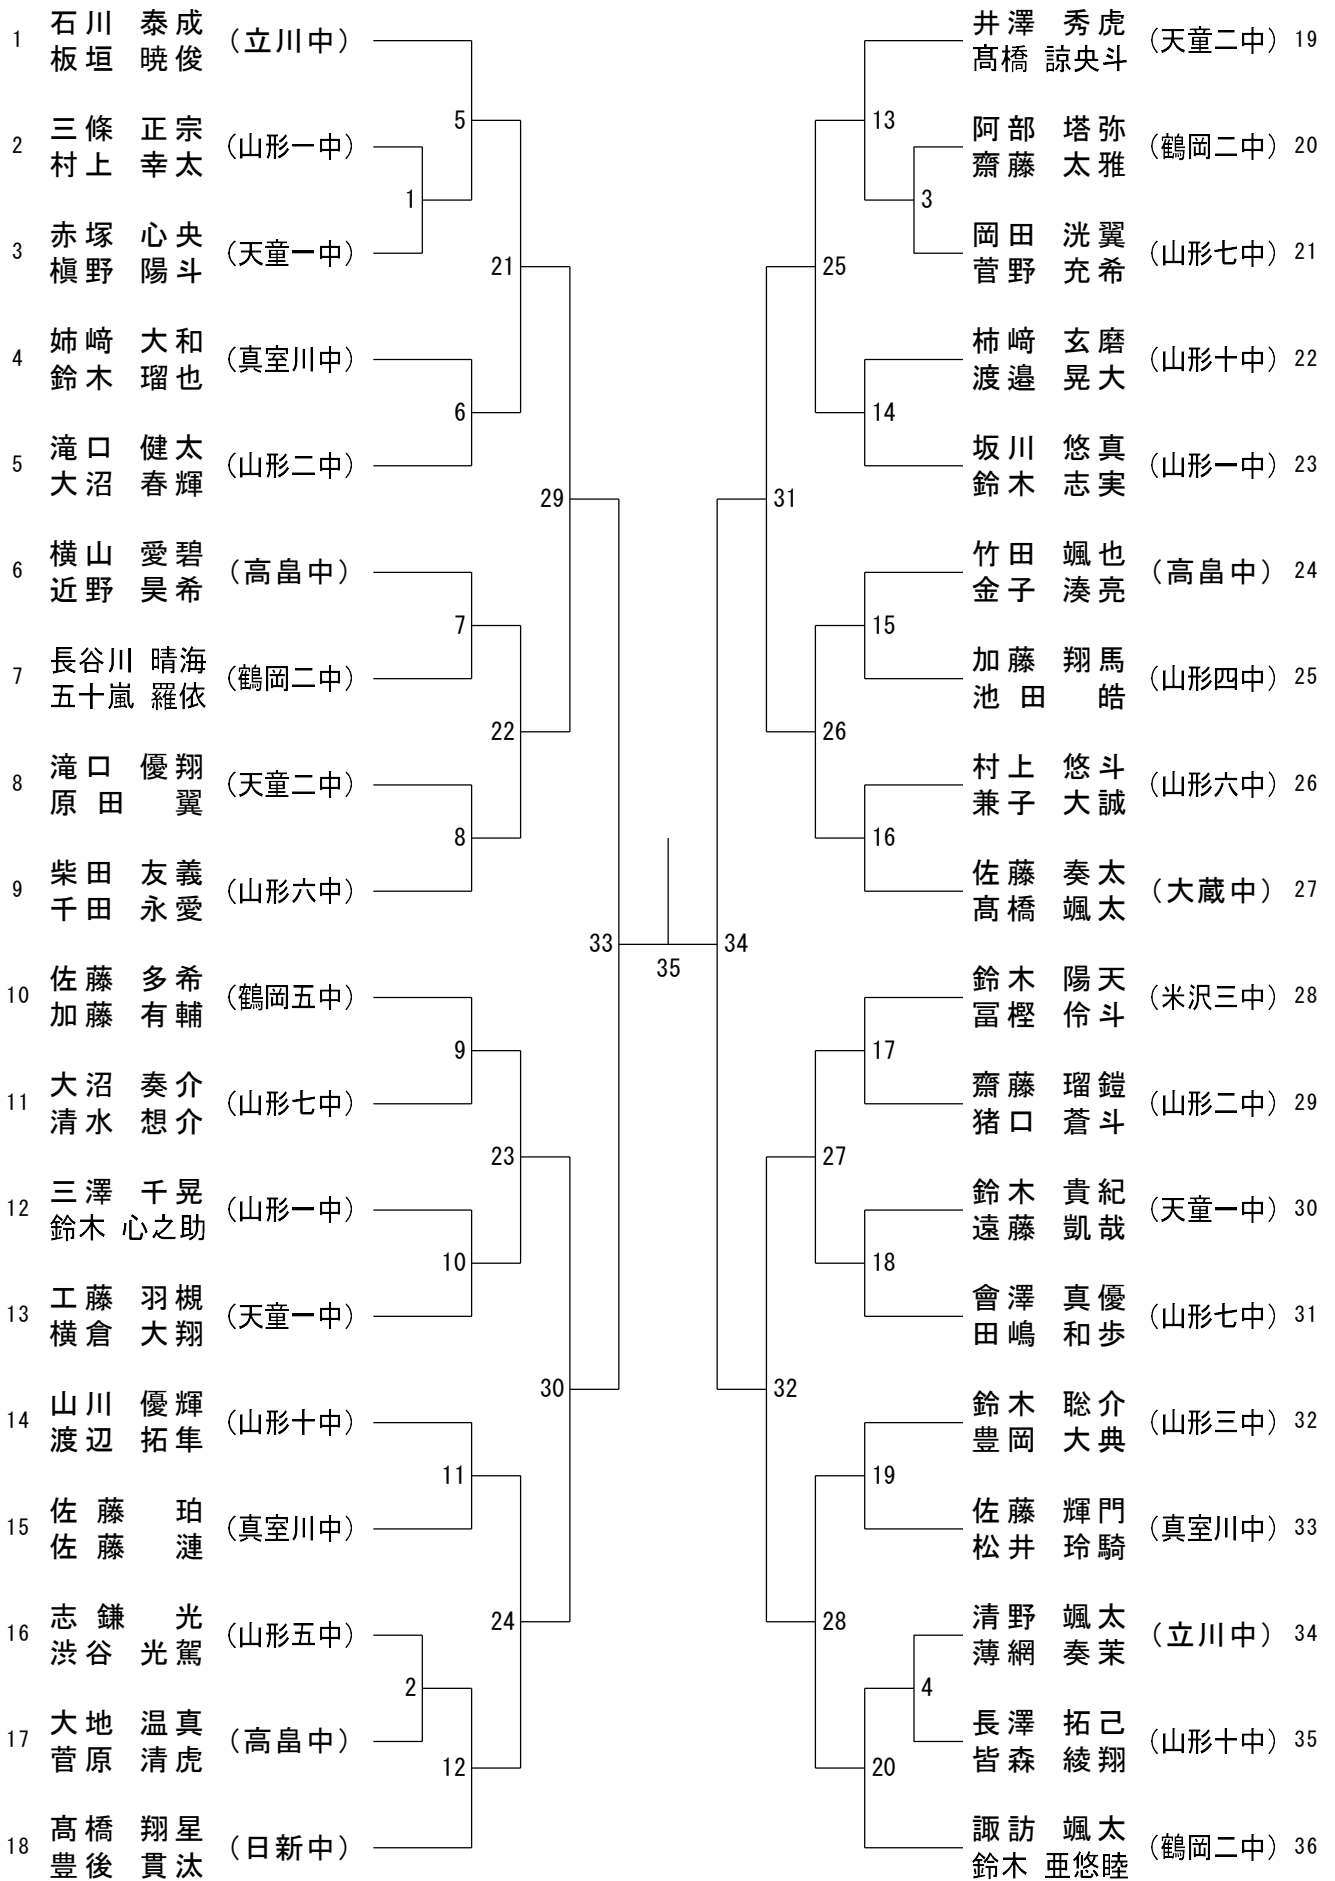 1 石川 泰成 (立川中)
板垣 暁俊
2 三條 正宗 (山形一中)
村上 幸太
3 赤塚 心央 (天童一中)
槇野 陽斗
4 姉﨑 大和 (真室川中)
鈴木 瑠也
5 滝口 健太 (山形二中)
大沼 春輝
6 横山 愛碧 (高畠中)
近野 昊希
7 長谷川 晴海 (鶴岡二中)
五十嵐 羅依
8 滝口 優翔 (天童二中)
原田 翼
9 柴田 友義 (山形六中)
千田 永愛
10 佐藤 多希 (鶴岡五中)
加藤 有輔
11 大沼 奏介 (山形七中)
清水 想介
12 三澤 千晃 (山形一中)
鈴木 心之助
13 工藤 羽槻 (天童一中)
横倉 大翔
14 山川 優輝 (山形十中)
渡辺 拓隼
15 佐藤 珀 (真室川中)
佐藤 漣
16 志鎌 光 (山形五中)
渋谷 光駕
17 大地 温真 (高畠中)
菅原 清虎
18 髙橋 翔星 (日新中)
豊後 貫汰
5
1
21
6
29
7
22
8
33
9
23
10
30
11
24
2
12
35
13
3
25
14
31
15
26
16
34
17
27
18
32
19
28
4
20
井澤 秀虎 (天童二中) 19
髙橋 諒央斗
阿部 塔弥 (鶴岡二中) 20
齋藤 太雅
岡田 洸翼 (山形七中) 21
菅野 充希
柿﨑 玄磨 (山形十中) 22
渡邉 晃大
坂川 悠真 (山形一中) 23
鈴木 志実
竹田 颯也 (高畠中) 24
金子 湊亮
加藤 翔馬 (山形四中) 25
池田 皓
村上 悠斗 (山形六中) 26
兼子 大誠
佐藤 奏太 (大蔵中) 27
髙橋 颯太
鈴木 陽天 (米沢三中) 28
冨樫 伶斗
齋藤 瑠鎧 (山形二中) 29
猪口 蒼斗
鈴木 貴紀 (天童一中) 30
遠藤 凱哉
會澤 真優 (山形七中) 31
田嶋 和歩
鈴木 聡介 (山形三中) 32
豊岡 大典
佐藤 輝門 (真室川中) 33
松井 玲騎
清野 颯太 (立川中) 34
薄網 奏茉
長澤 拓己 (山形十中) 35
皆森 綾翔
諏訪 颯太 (鶴岡二中) 36
鈴木 亜悠睦